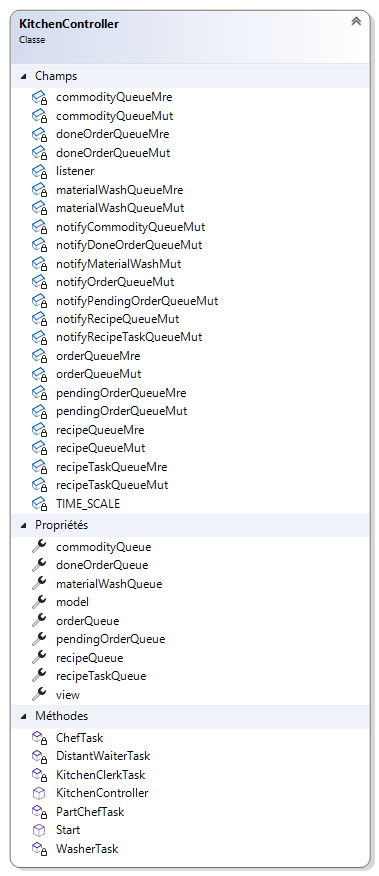 KitchenController
Classe
Champs
commodityQueueMre
commodityQueueMut
doneOrderQueueMre
doneOrderQueueMut
listener
materialWashQueueMre
materialWashQueueMut
notifyCommodityQueueMut
notifyDoneOrderQueueMut
notifyMaterialWashMut
notifyOrderQueueMut
notifyPendingOrderQueueMut
notifyRecipeQueueMut
notifyRecipeTaskQueueMut
orderQueueMre
orderQueueMut
pendingOrderQueueMre
pendingOrderQueueMut
recipeQueueMre
recipeQueueMut
recipeTaskQueueMre
recipeTaskQueueMut
TIME_SCALE
Propriétés
commodityQueue
doneOrderQueue
materialWashQueue
model
orderQueue
pendingOrderQueue
recipeQueue
recipeTaskQueue
view
Méthodes
ChefTask
DistantWaiterTask
KitchenClerkTask
KitchenController
PartChefTask
Start
WasherTask